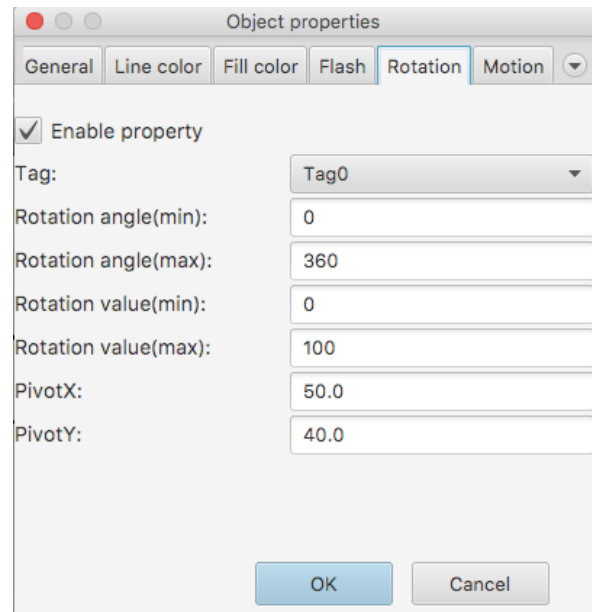 Object properties
General Line color Fill color Flash Rotation Motion
Enable property
Tag: Tag0
Rotation angle(min): 0
Rotation angle(max): 360
Rotation value(min): 0
Rotation value(max): 100
PivotX: 50.0
PivotY: 40.0
OK Cancel